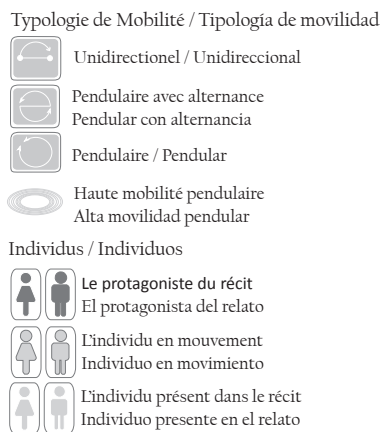 Typologie de Mobilité / Tipología de movilidad
Unidirectionel / Unidireccional
Pendulaire avec alternance
Pendular con alternancia
Pendulaire / Pendular
Haute mobilité pendulaire
Alta movilidad pendular
Individus / Individuos
Le protagoniste du récit
El protagonista del relato
L'individu en mouvement
Individuo en movimiento
L'individu présent dans le récit
Individuo presente en el relato